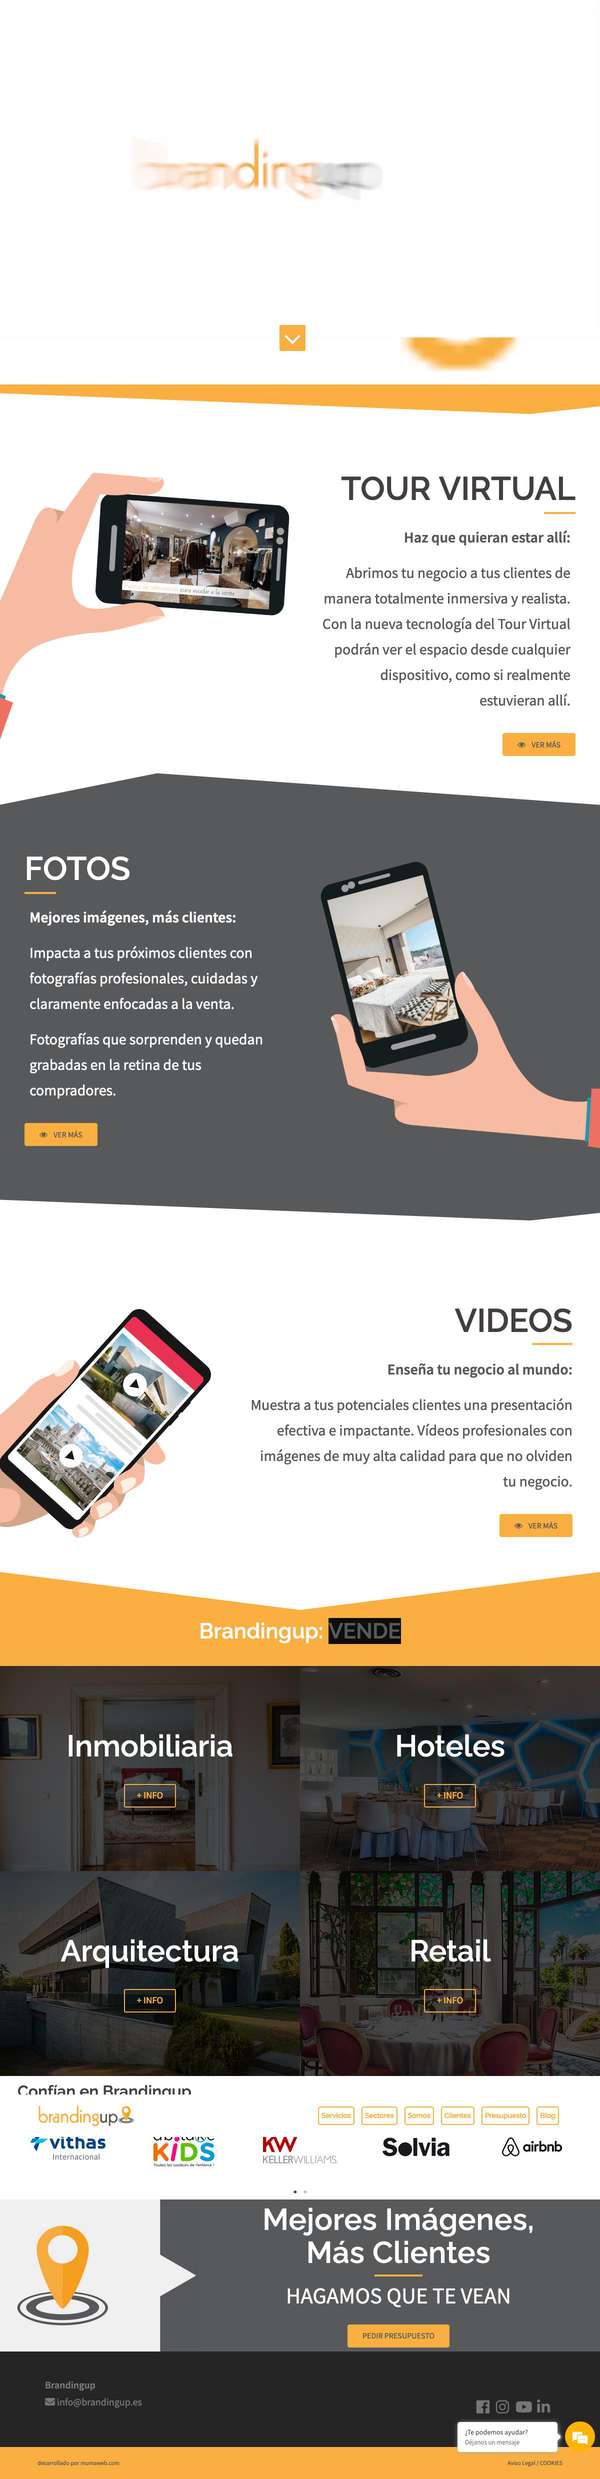 brandingup
TOUR VIRTUAL
Haz que quieran estar allí:
Abrimos tu negocio a tus clientes de
manera totalmente inmersiva y realista.
Con la nueva tecnología del Tour Virtual
podrán ver el espacio desde cualquier
dispositivo, como si realmente
estuvieran allí.
VER MÁS
para ayudar a la venta
FOTOS
Mejores imágenes, más clientes:
Impacta a tus próximos clientes con
fotografías profesionales, cuidadas y
claramente enfocadas a la venta.
Fotografías que sorprenden y quedan
grabadas en la retina de tus
compradores.
VER MÁS
VIDEOS
Enseña tu negocio al mundo:
Muestra a tus potenciales clientes una presentación
efectiva e impactante. Vídeos profesionales con
imágenes de muy alta calidad para que no olviden
tu negocio.
VER MÁS
Brandingup: VENDE
Inmobiliaria
+ INFO
Hoteles
+ INFO
Arquitectura
+ INFO
Retail
+ INFO
Confían en Brandingup
brandingup
Servicios
Sectores
Somos
Clientes
Presupuesto
Blog
vithas
Internacional
KIDS
KW
KELLERWILLIAMS.
Solvia
airbnb
Mejores Imágenes,
Más Clientes
HAGAMOS QUE TE VEAN
PEDIR PRESUPUESTO
Brandingup
info@brandingup.es
¿Te podemos ayudar?
Déjenos un mensaje
desarrollado por mumaweb.com
Aviso Legal / COOKIES